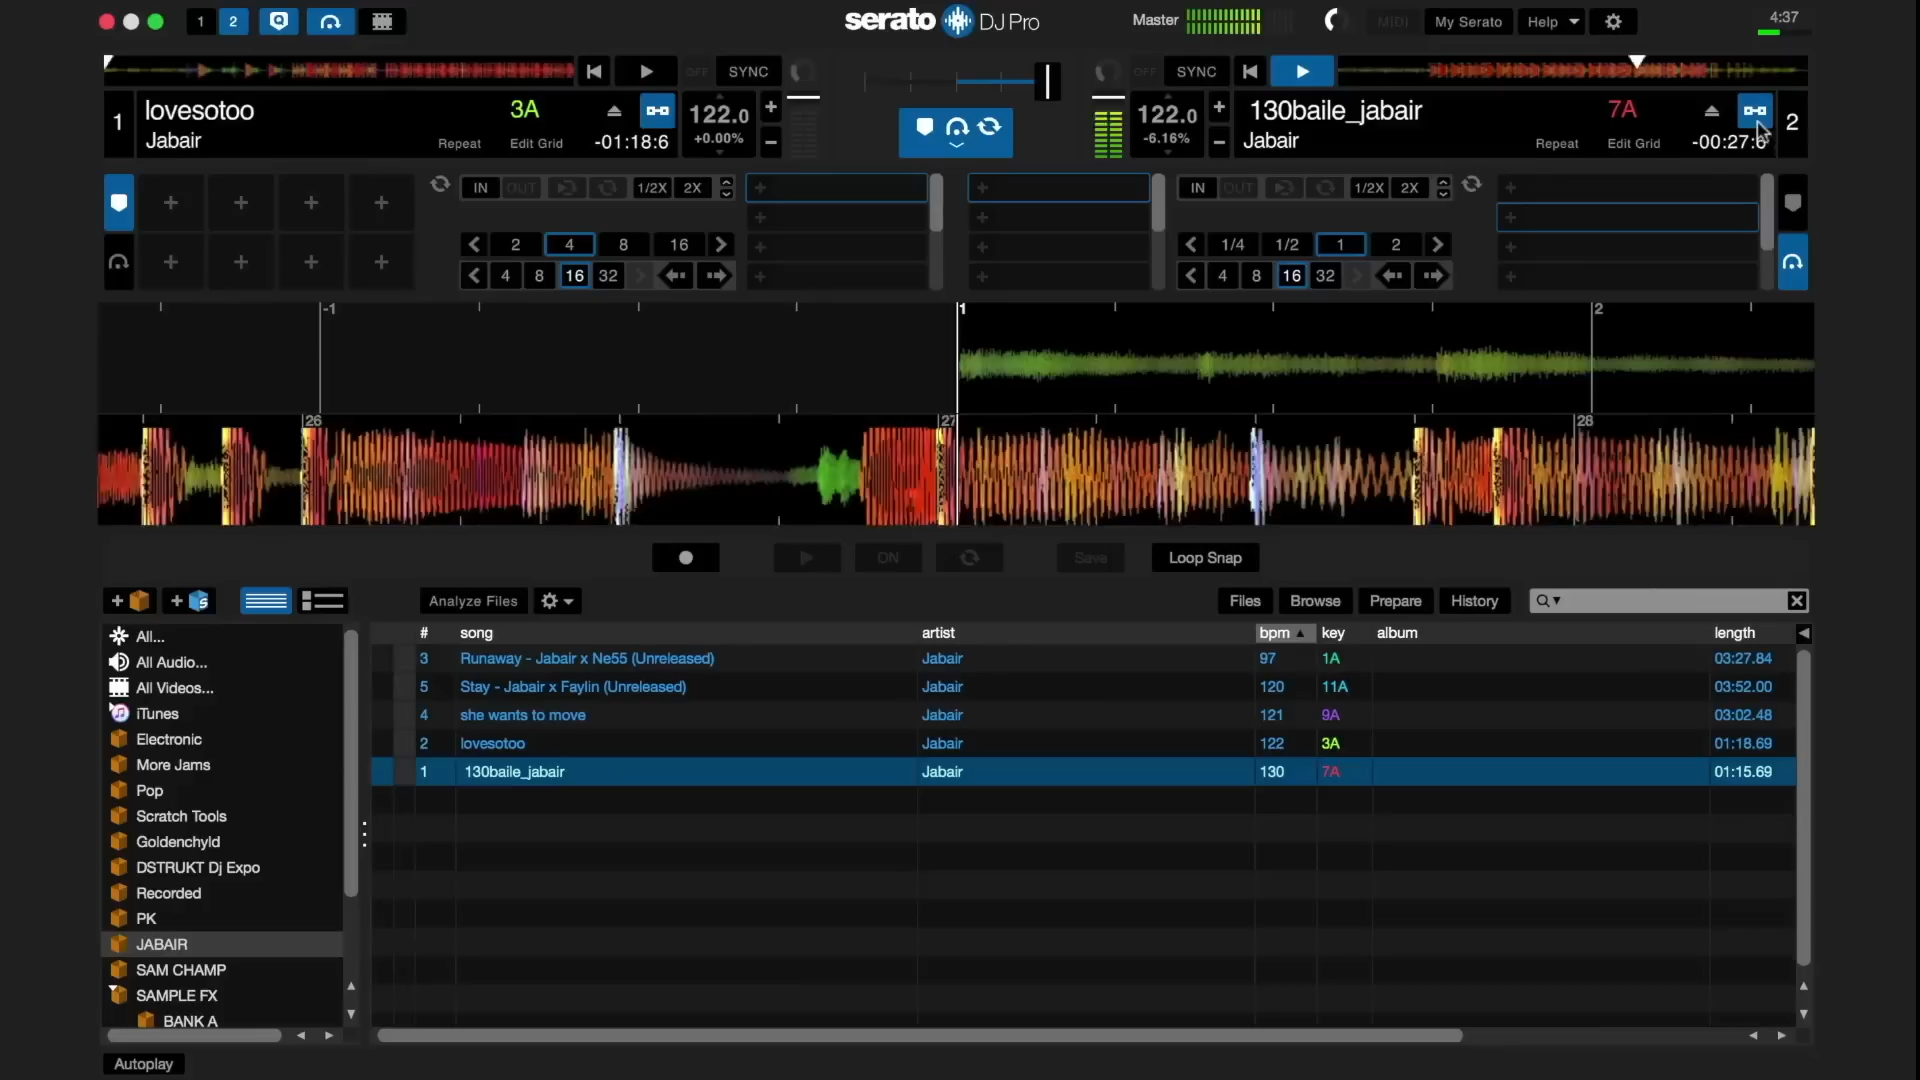 1 2 serato DJ Pro Master MIDI My Serato Help 4:37
OFF SYNC OFF SYNC
1 lovesotoo 3A 122.0 122.0 130baile_jabair 7A 2
Jabair Repeat Edit Grid -01:18:6 +0.00% -6.16% Jabair Repeat Edit Grid -00:27:6
IN OUT 1/2X 2X IN OUT 1/2X 2X
2 4 8 16 1/4 1/2 1 2
4 8 16 32 4 8 16 32
-1 1 2
26 27 28
ON Save Loop Snap
Analyze Files Files Browse Prepare History
# song artist bpm key album length
3 Runaway - Jabair x Ne55 (Unreleased) Jabair 97 1A 03:27.84
5 Stay - Jabair x Faylin (Unreleased) Jabair 120 11A 03:52.00
4 she wants to move Jabair 121 9A 03:02.48
2 lovesotoo Jabair 122 3A 01:18.69
1 130baile_jabair Jabair 130 7A 01:15.69
All...
All Audio...
All Videos...
iTunes
Electronic
More Jams
Pop
Scratch Tools
Goldenchyld
DSTRUKT Dj Expo
Recorded
PK
JABAIR
SAM CHAMP
SAMPLE FX
BANK A
Autoplay